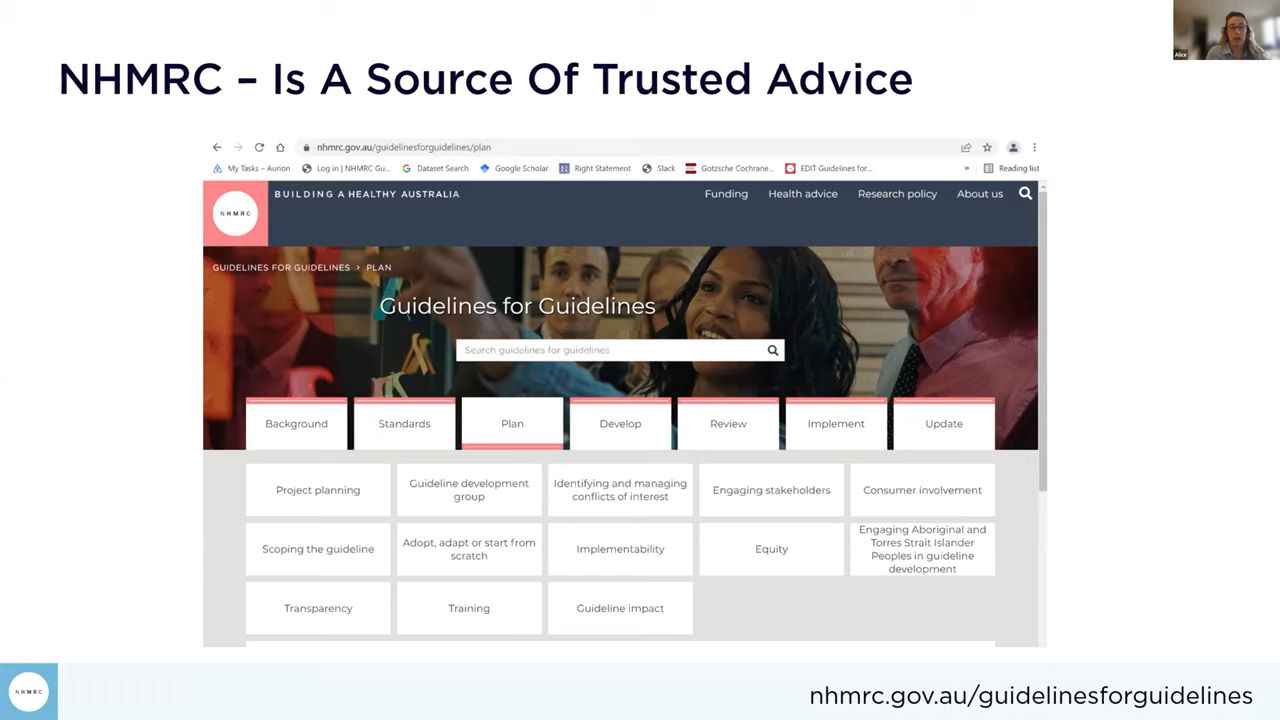 Alice
NHMRC – Is A Source Of Trusted Advice
nhmrc.gov.au/guidelinesforguidelines/plan
My Tasks – Aurion
Log in | NHMRC Gu...
Dataset Search
Google Scholar
Right Statement
Slack
Gotzsche Cochrane...
EDIT Guidelines for...
»
Reading list
NHMRC
BUILDING A HEALTHY AUSTRALIA
Funding
Health advice
Research policy
About us
GUIDELINES FOR GUIDELINES > PLAN
Guidelines for Guidelines
Search guidelines for guidelines
Background
Standards
Plan
Develop
Review
Implement
Update
Project planning
Guideline development
group
Identifying and managing
conflicts of interest
Engaging stakeholders
Consumer involvement
Scoping the guideline
Adopt, adapt or start from
scratch
Implementability
Equity
Engaging Aboriginal and
Torres Strait Islander
Peoples in guideline
development
Transparency
Training
Guideline impact
NHMRC
nhmrc.gov.au/guidelinesforguidelines